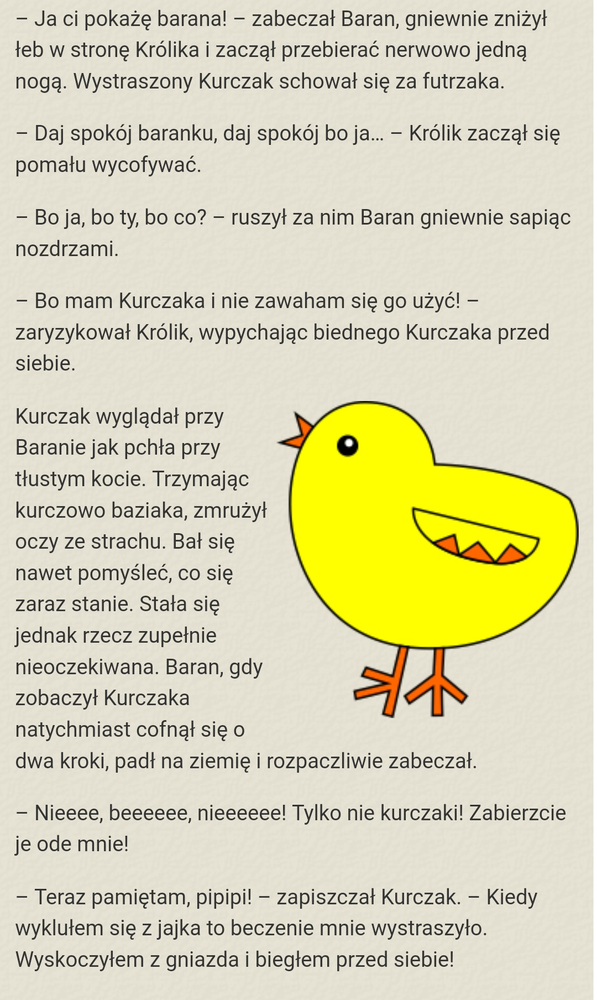 – Ja ci pokażę barana! – zabeczał Baran, gniewnie zniżył
łeb w stronę Królika i zaczął przebierać nerwowo jedną
nogą. Wystraszony Kurczak schował się za futrzaka.
– Daj spokój baranku, daj spokój bo ja… – Królik zaczął się
pomału wycofywać.
– Bo ja, bo ty, bo co? – ruszył za nim Baran gniewnie sapiąc
nozdrzami.
– Bo mam Kurczaka i nie zawaham się go użyć! –
zaryzykował Królik, wypychając biednego Kurczaka przed
siebie.
Kurczak wyglądał przy
Baranie jak pchła przy
tłustym kocie. Trzymając
kurczowo baziaka, zmrużył
oczy ze strachu. Bał się
nawet pomyśleć, co się
zaraz stanie. Stała się
jednak rzecz zupełnie
nieoczekiwana. Baran, gdy
zobaczył Kurczaka
natychmiast cofnął się o
dwa kroki, padł na ziemię i rozpaczliwie zabeczał.
– Nieeee, beeeeee, nieeeeee! Tylko nie kurczaki! Zabierzcie
je ode mnie!
– Teraz pamiętam, pipipi! – zapiszczał Kurczak. – Kiedy
wyklułem się z jajka to beczenie mnie wystraszyło.
Wyskoczyłem z gniazda i biegłem przed siebie!